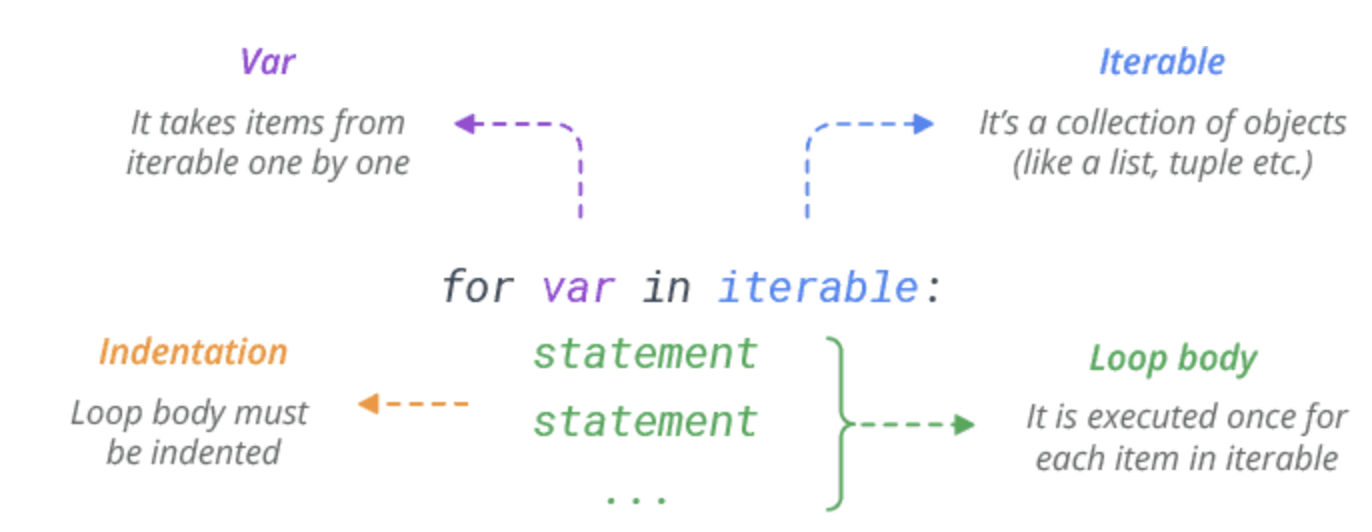 Var
It takes items from
iterable one by one
Iterable
It’s a collection of objects
(like a list, tuple etc.)
for var in iterable:
statement
statement
...
Indentation
Loop body must
be indented
Loop body
It is executed once for
each item in iterable